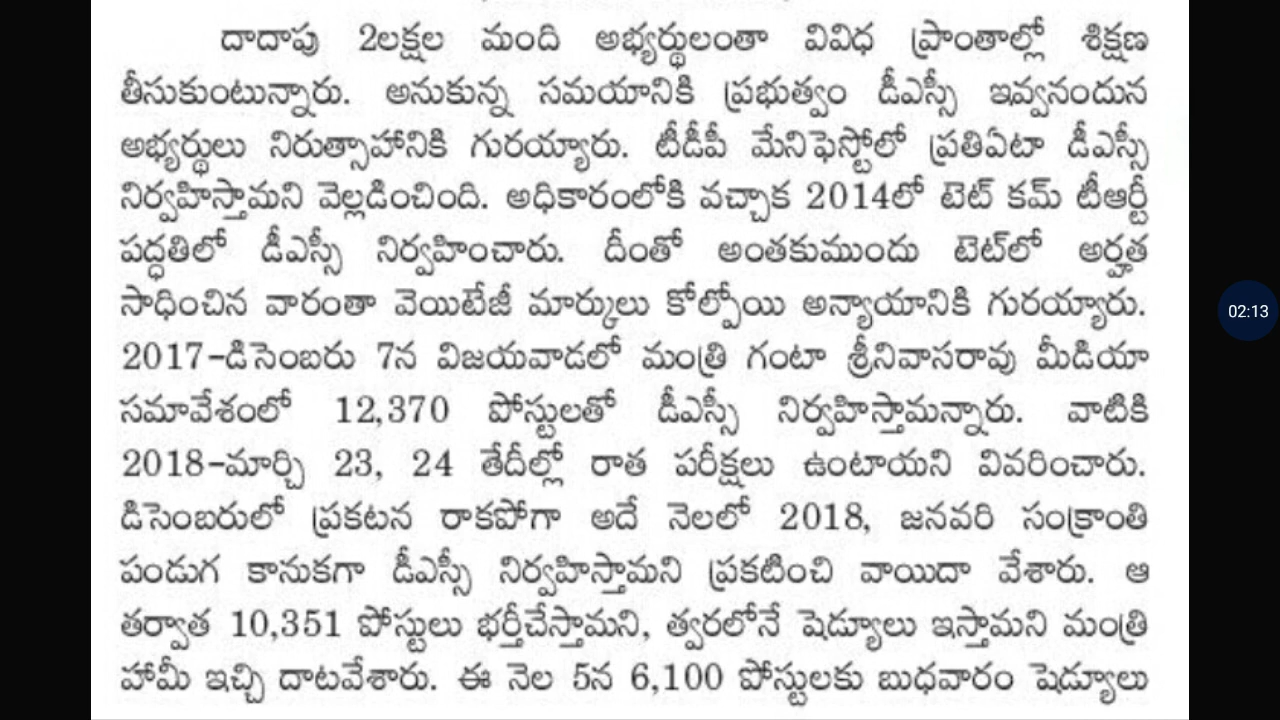 దాదాపు 2లక్షల మంది అభ్యర్థులంతా వివిధ ప్రాంతాల్లో శిక్షణ
తీసుకుంటున్నారు. అనుకున్న సమయానికి ప్రభుత్వం డీఎస్సీ ఇవ్వనందున
అభ్యర్థులు నిరుత్సాహానికి గురయ్యారు. టీడీపీ మేనిఫెస్టోలో ప్రతిఏటా డీఎస్సీ
నిర్వహిస్తామని వెల్లడించింది. అధికారంలోకి వచ్చాక 2014లో టెట్ కమ్ టీఆర్టీ
పద్ధతిలో డీఎస్సీ నిర్వహించారు. దీంతో అంతకుముందు టెట్‌లో అర్హత
సాధించిన వారంతా వెయిటేజీ మార్కులు కోల్పోయి అన్యాయానికి గురయ్యారు.
2017-డిసెంబరు 7న విజయవాడలో మంత్రి గంటా శ్రీనివాసరావు మీడియా
సమావేశంలో 12,370 పోస్టులతో డీఎస్సీ నిర్వహిస్తామన్నారు. వాటికి
2018-మార్చి 23, 24 తేదీల్లో రాత పరీక్షలు ఉంటాయని వివరించారు.
డిసెంబరులో ప్రకటన రాకపోగా అదే నెలలో 2018, జనవరి సంక్రాంతి
పండుగ కానుకగా డీఎస్సీ నిర్వహిస్తామని ప్రకటించి వాయిదా వేశారు. ఆ
తర్వాత 10,351 పోస్టులు భర్తీచేస్తామని, త్వరలోనే షెడ్యూలు ఇస్తామని మంత్రి
హామీ ఇచ్చి దాటవేశారు. ఈ నెల 5న 6,100 పోస్టులకు బుధవారం షెడ్యూలు
02:13